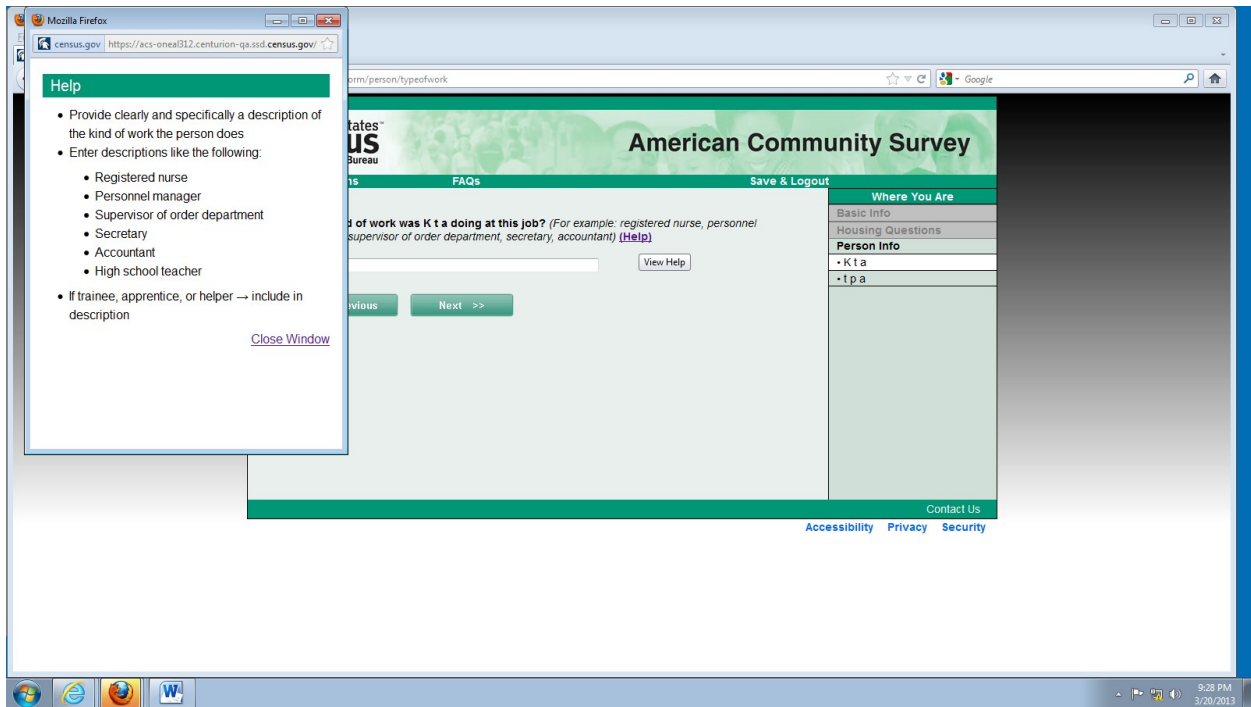 Mozilla Firefox
census.gov https://acs-oneal312.centurion-qa.ssd.census.gov/
Help
• Provide clearly and specifically a description of
the kind of work the person does
• Enter descriptions like the following:
• Registered nurse
• Personnel manager
• Supervisor of order department
• Secretary
• Accountant
• High school teacher
• If trainee, apprentice, or helper → include in
description
Close Window
orm/person/typeofwork
Google
tates™
us
Bureau
American Community Survey
ns FAQs Save & Logout
d of work was K t a doing at this job? (For example: registered nurse, personnel
supervisor of order department, secretary, accountant) (Help)
View Help
evious Next >>
Where You Are
Basic Info
Housing Questions
Person Info
• K t a
• t p a
Contact Us
Accessibility Privacy Security
9:28 PM
3/20/2013